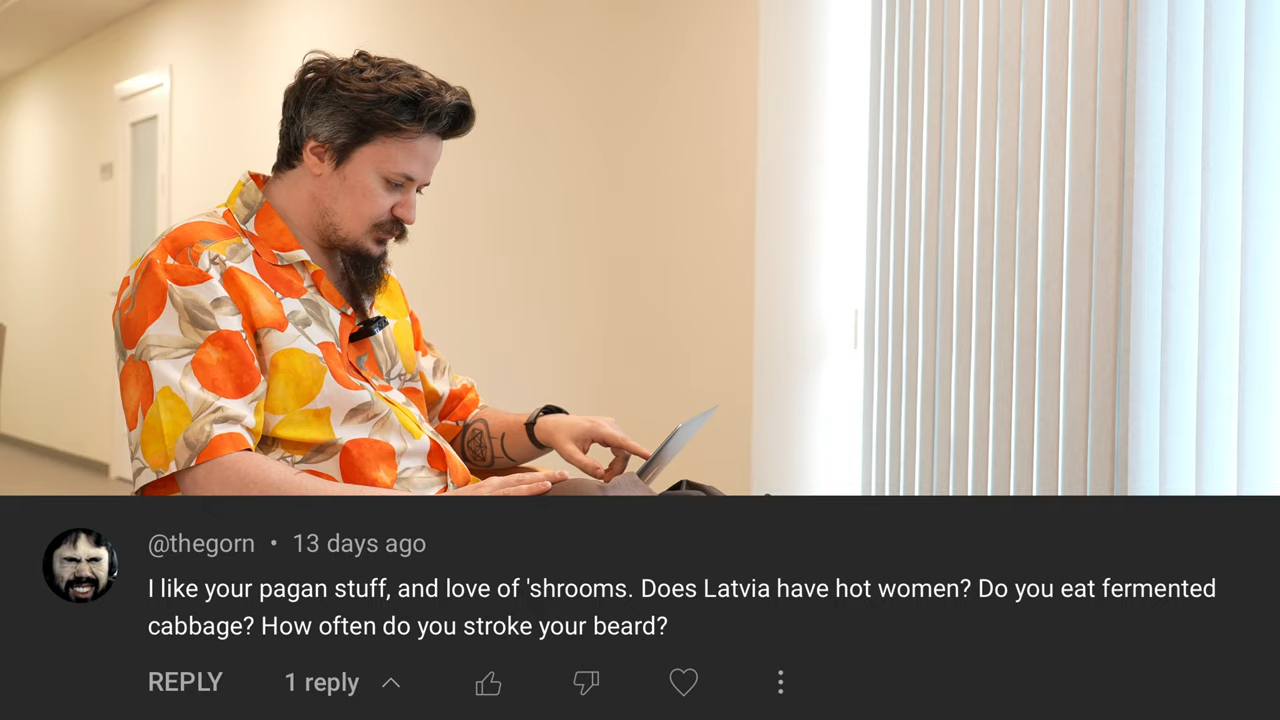 @thegorn • 13 days ago
I like your pagan stuff, and love of 'shrooms. Does Latvia have hot women? Do you eat fermented
cabbage? How often do you stroke your beard?
REPLY 1 reply